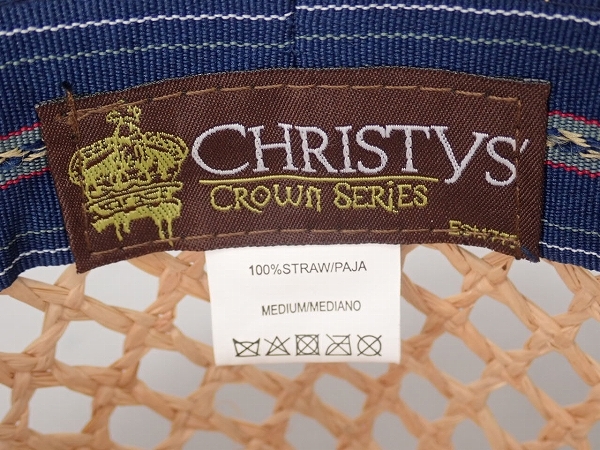 CHRISTYS'
CROWN SERIES
100%STRAW/PAJA
MEDIUM/MEDIANO